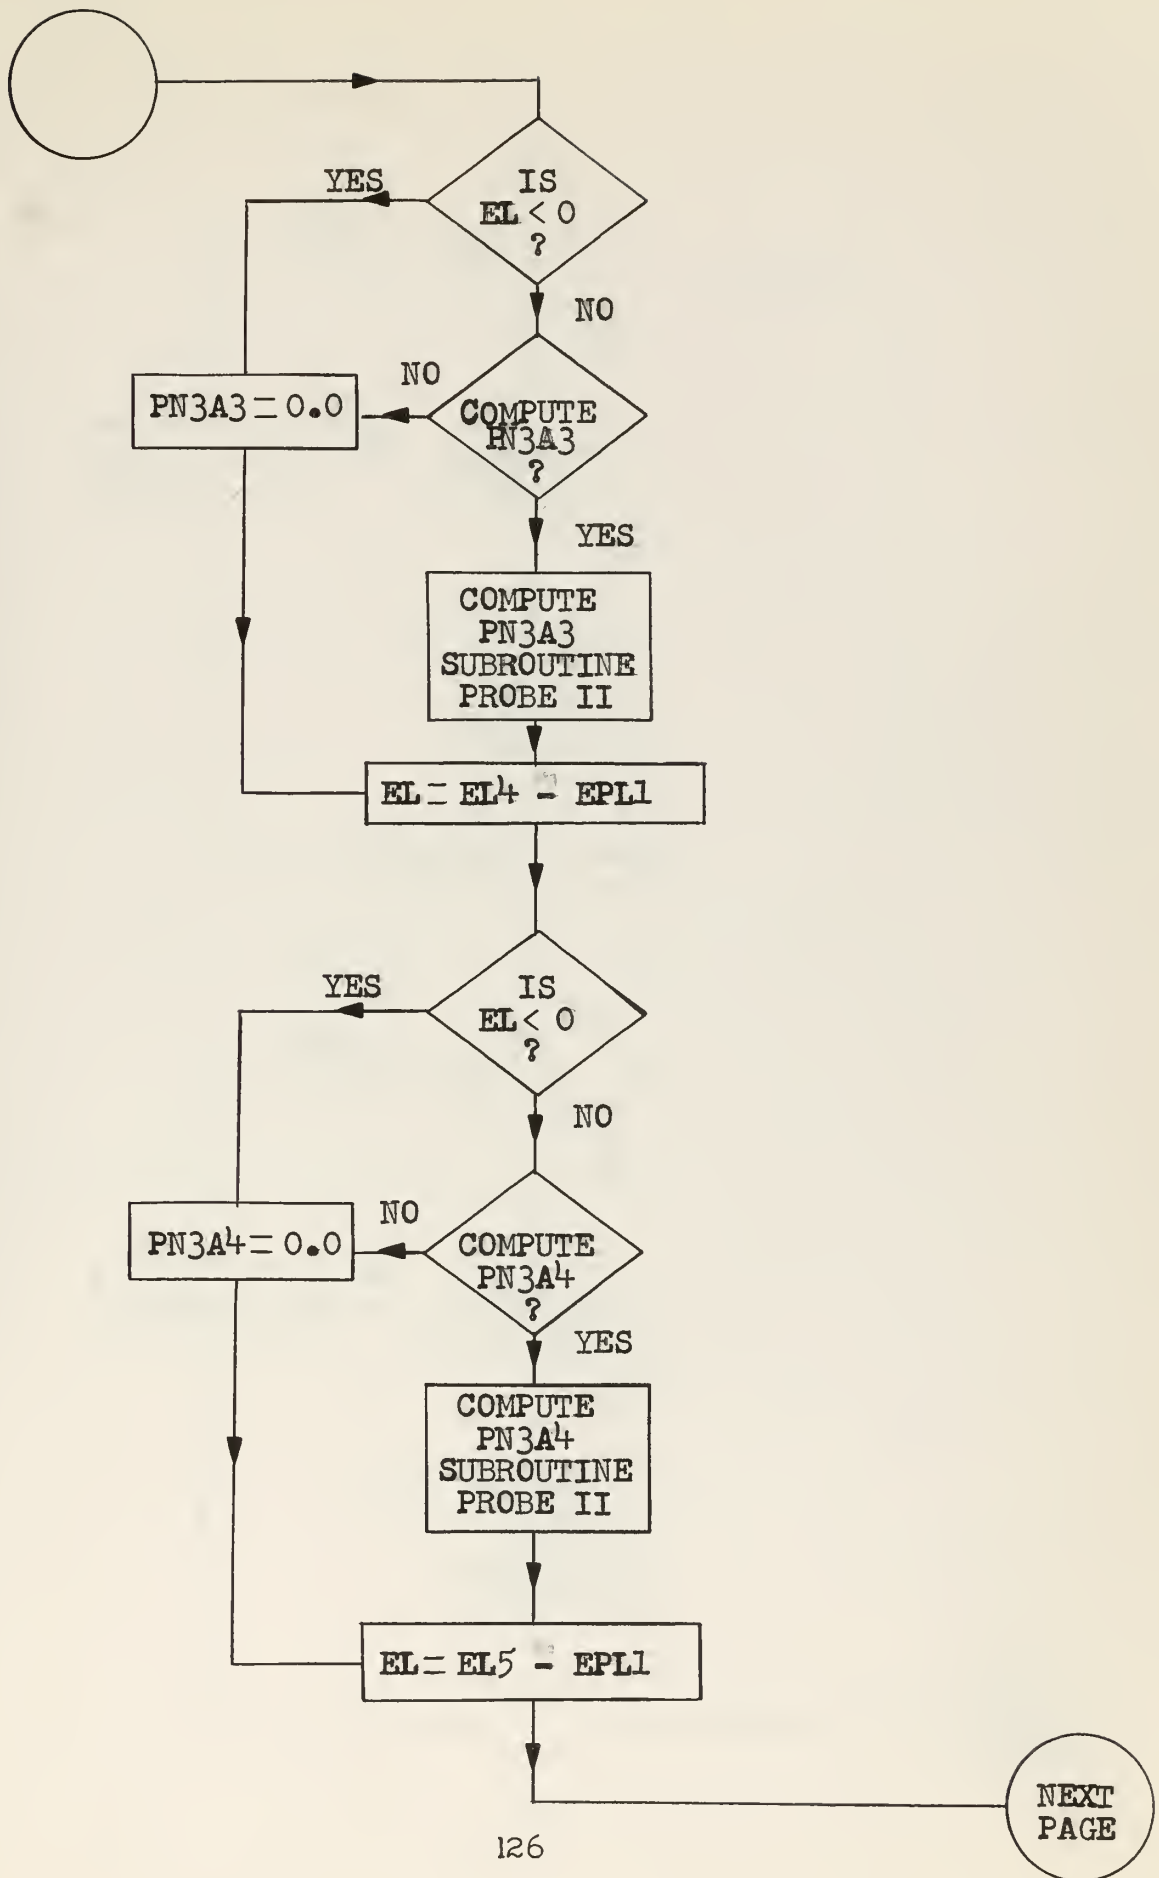 IS
EL < 0
?
YES
NO
NO
COMPUTE
PN3A3
?
PN3A3 = 0.0
YES
COMPUTE
PN3A3
SUBROUTINE
PROBE II
EL = EL4 - EPL1
IS
EL < 0
?
YES
NO
NO
COMPUTE
PN3A4
?
PN3A4 = 0.0
YES
COMPUTE
PN3A4
SUBROUTINE
PROBE II
EL = EL5 - EPL1
NEXT
PAGE
126